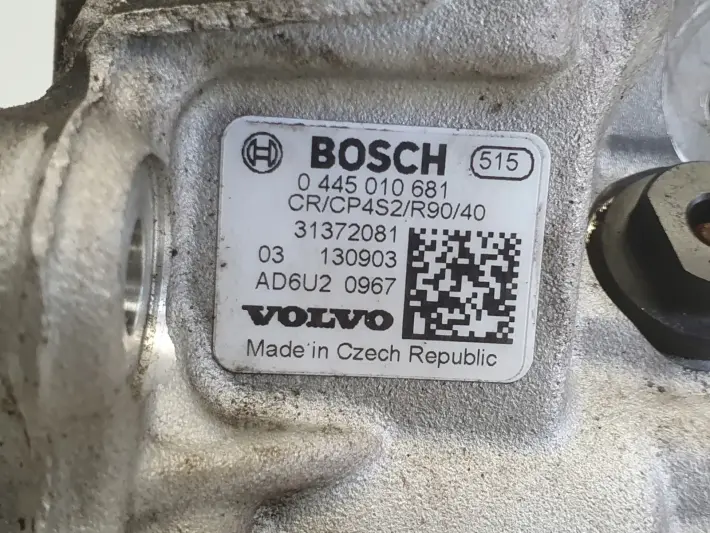 BOSCH 515
0 445 010 681
CR/CP4S2/R90/40
31372081
03 130903
AD6U2 0967
VOLVO
Made in Czech Republic